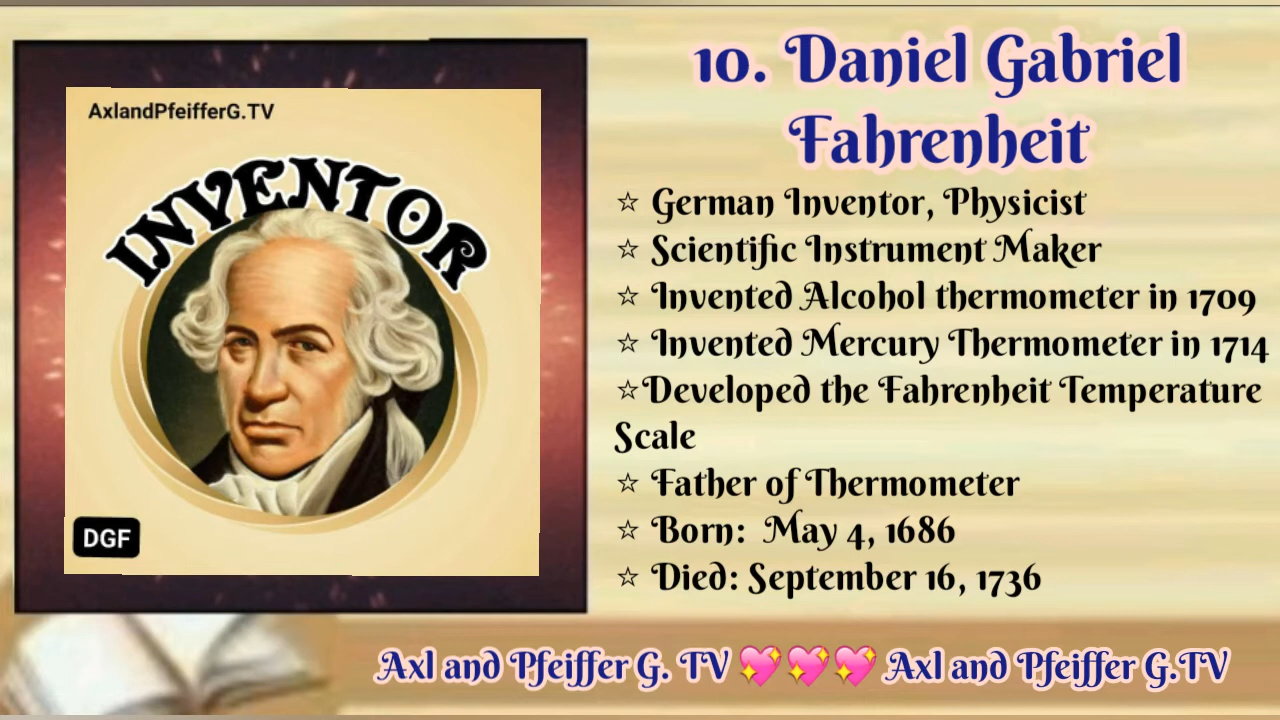 AxlandPfeifferG.TV
INVENTOR
DGF
10. Daniel Gabriel
Fahrenheit
☆ German Inventor, Physicist
☆ Scientific Instrument Maker
☆ Invented Alcohol thermometer in 1709
☆ Invented Mercury Thermometer in 1714
☆Developed the Fahrenheit Temperature
Scale
☆ Father of Thermometer
☆ Born: May 4, 1686
☆ Died: September 16, 1736
Axl and Pfeiffer G. TV 💖💖💖 Axl and Pfeiffer G.TV